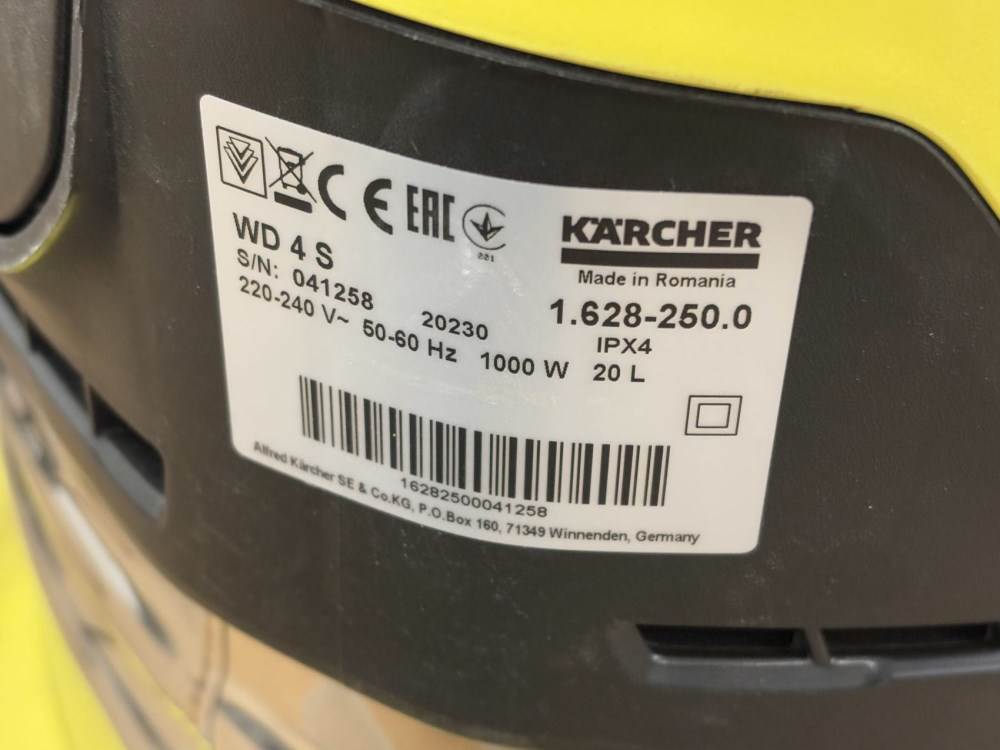 CE EAC
001
WD 4 S
S/N: 041258 20230
220-240 V~ 50-60 Hz 1000 W 20 L
KÄRCHER
Made in Romania
1.628-250.0
IPX4
16282500041258
Alfred Kärcher SE & Co.KG, P.O.Box 160, 71349 Winnenden, Germany